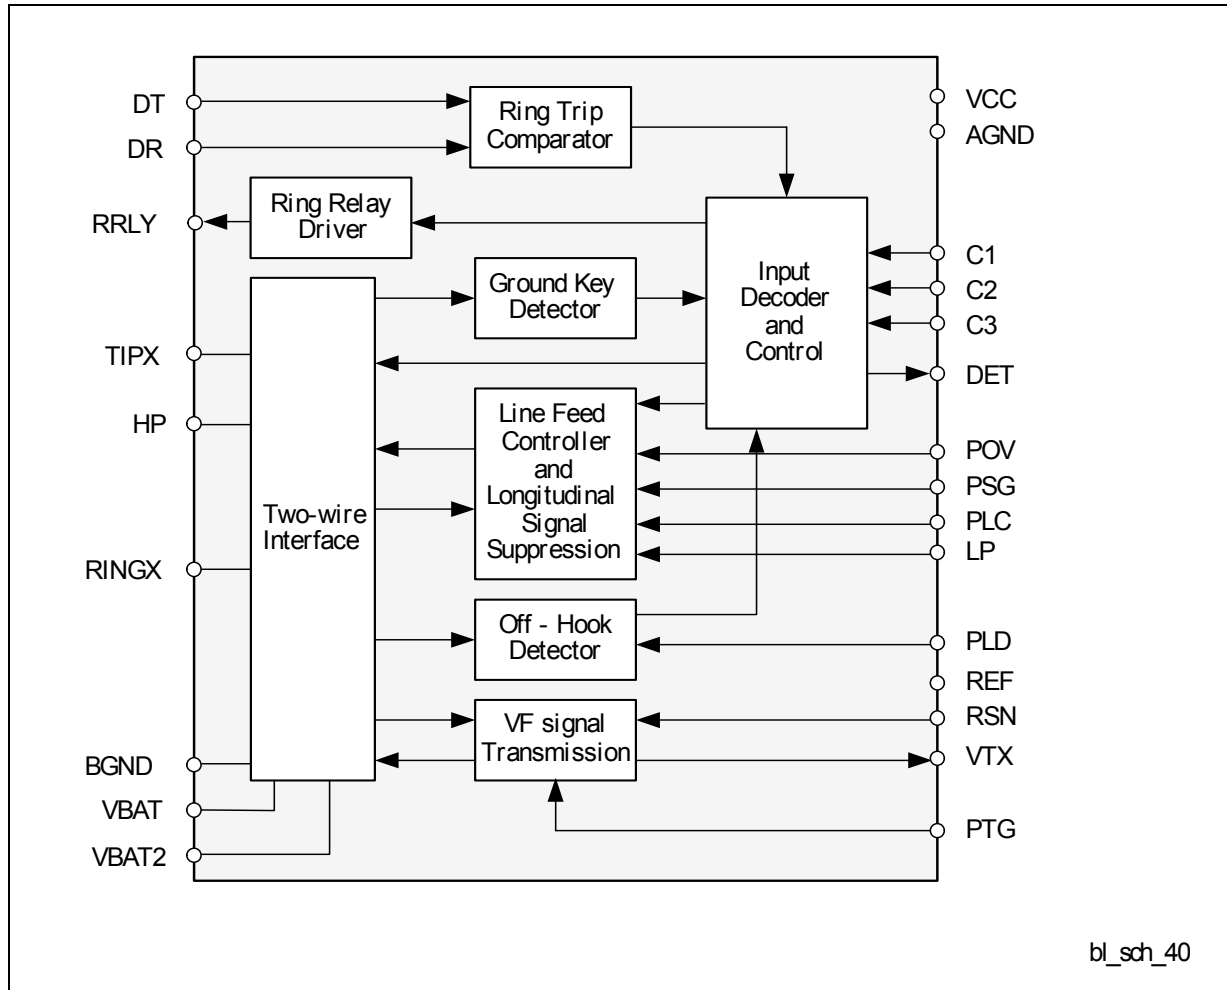 DT
DR
RRLY
TIPX
HP
RINGX
BGND
VBAT
VBAT2
Ring Trip
Comparator
Ring Relay
Driver
Ground Key
Detector
Line Feed
Controller
and
Longitudinal
Signal
Suppression
Two-wire
Interface
Off - Hook
Detector
VF signal
Transmission
Input
Decoder
and
Control
VCC
AGND
C1
C2
C3
DET
POV
PSG
PLC
LP
PLD
REF
RSN
VTX
PTG
bl_sch_40